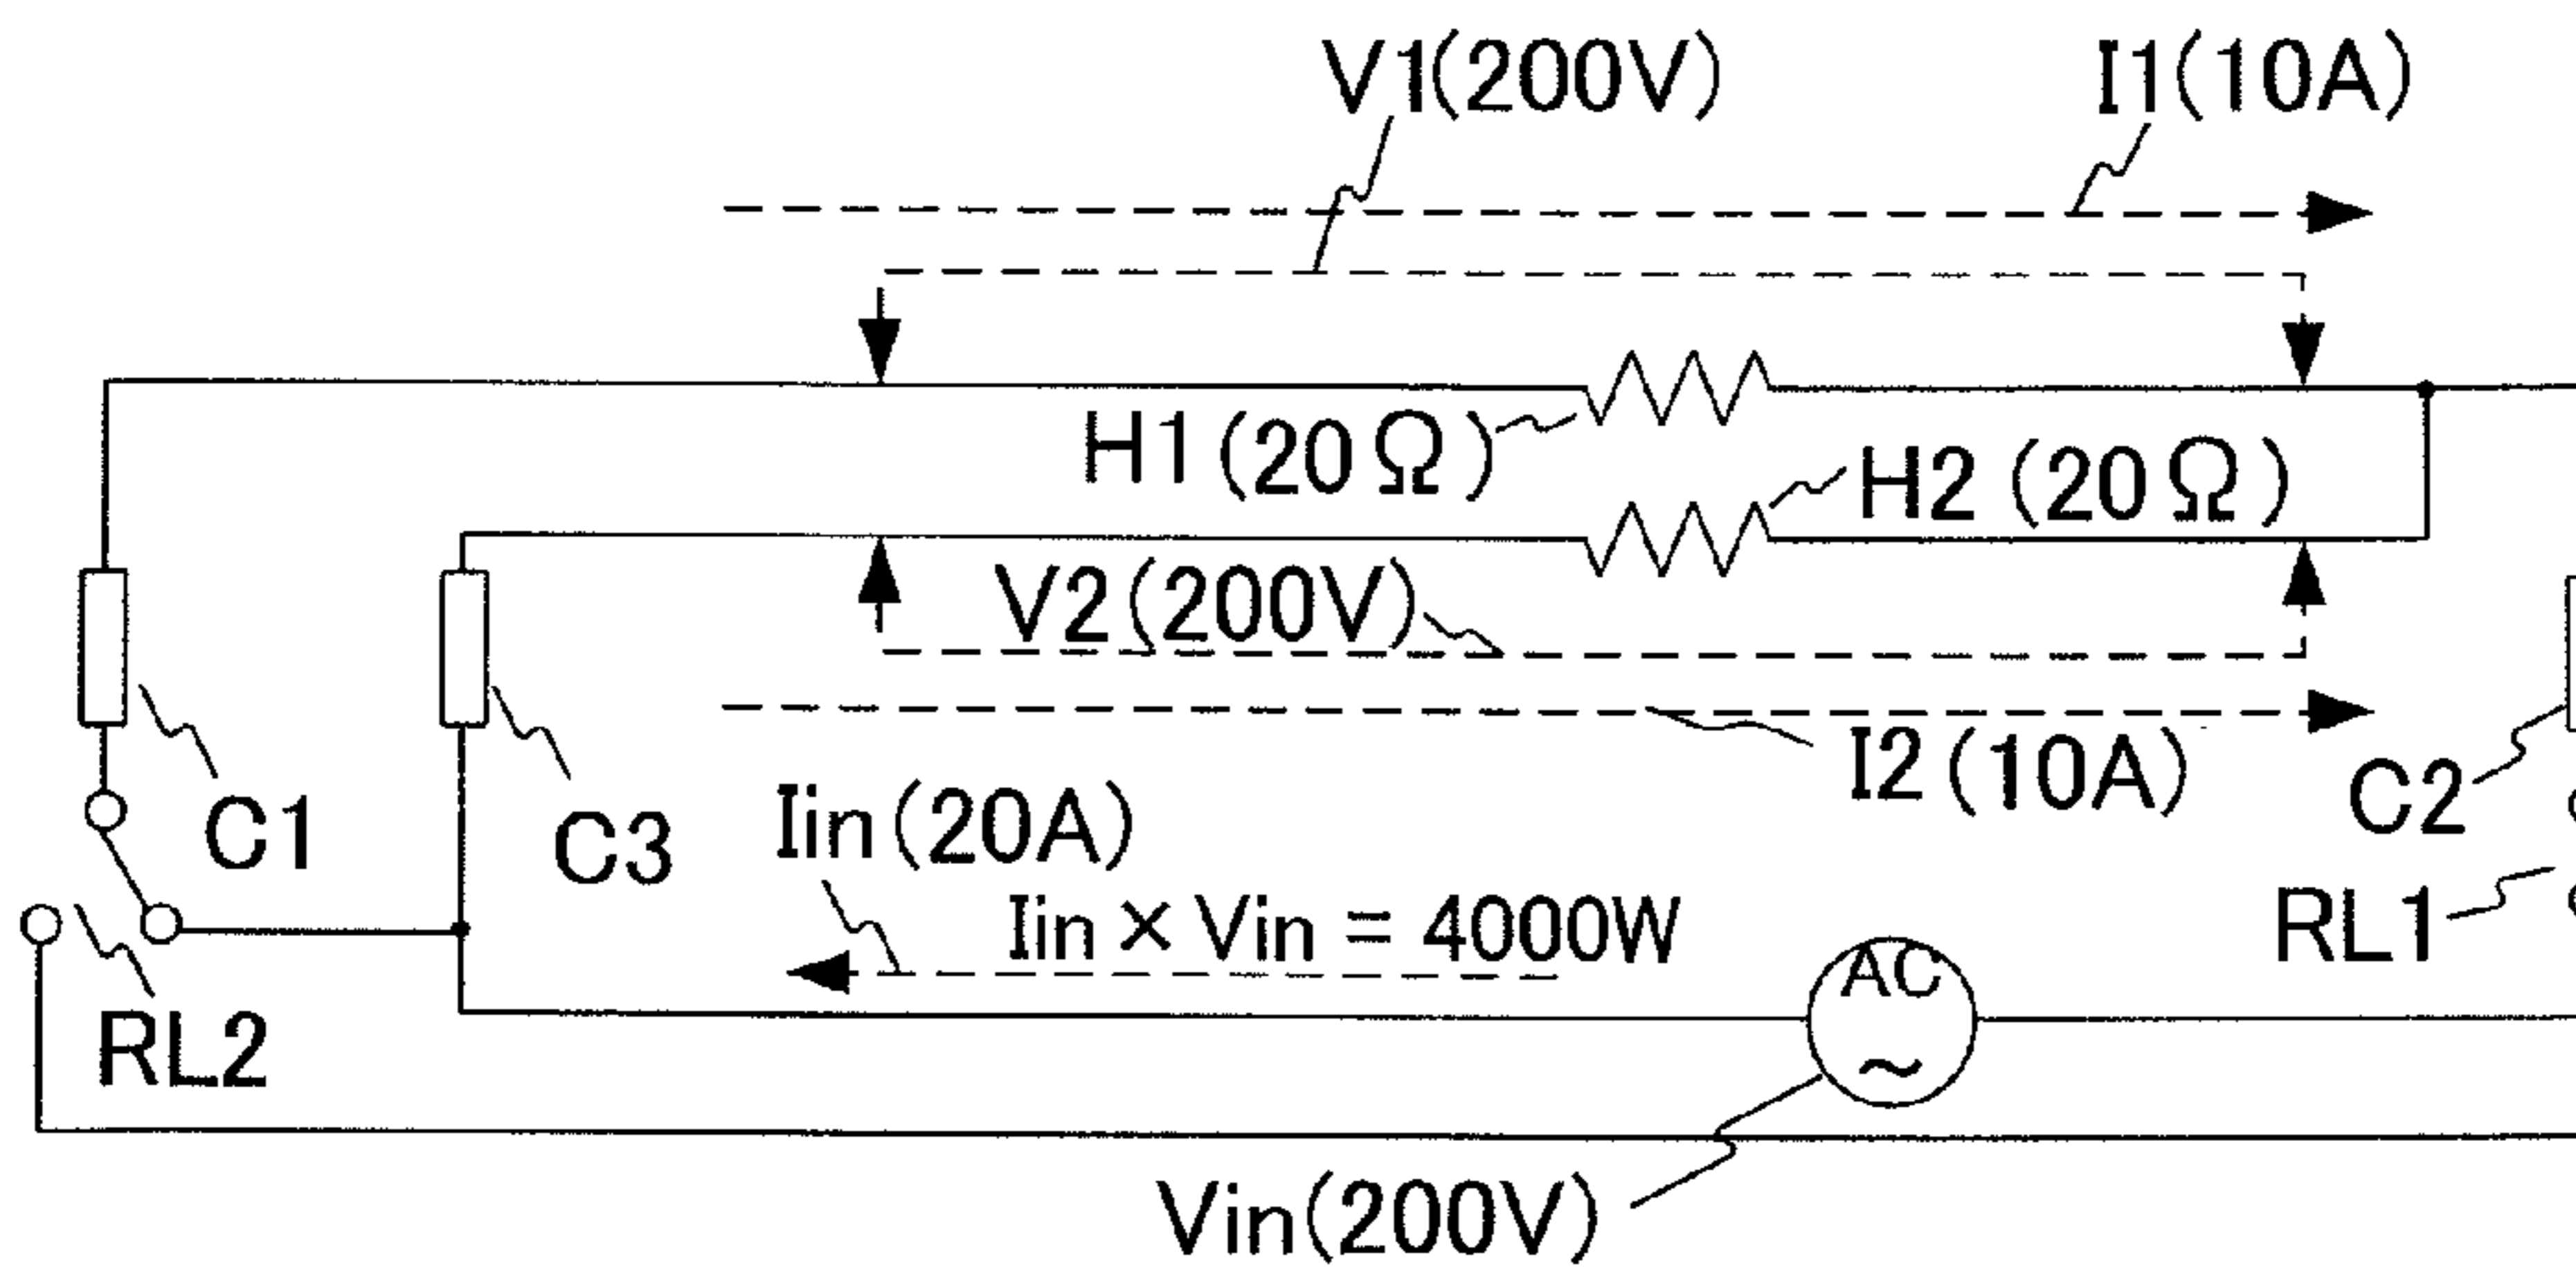 V1(200V)
I1(10A)
H1(20Ω)
H2(20Ω)
V2(200V)
I2(10A)
C1
C3
C2
Iin(20A)
Iin × Vin = 4000W
RL1
AC
~
RL2
Vin(200V)